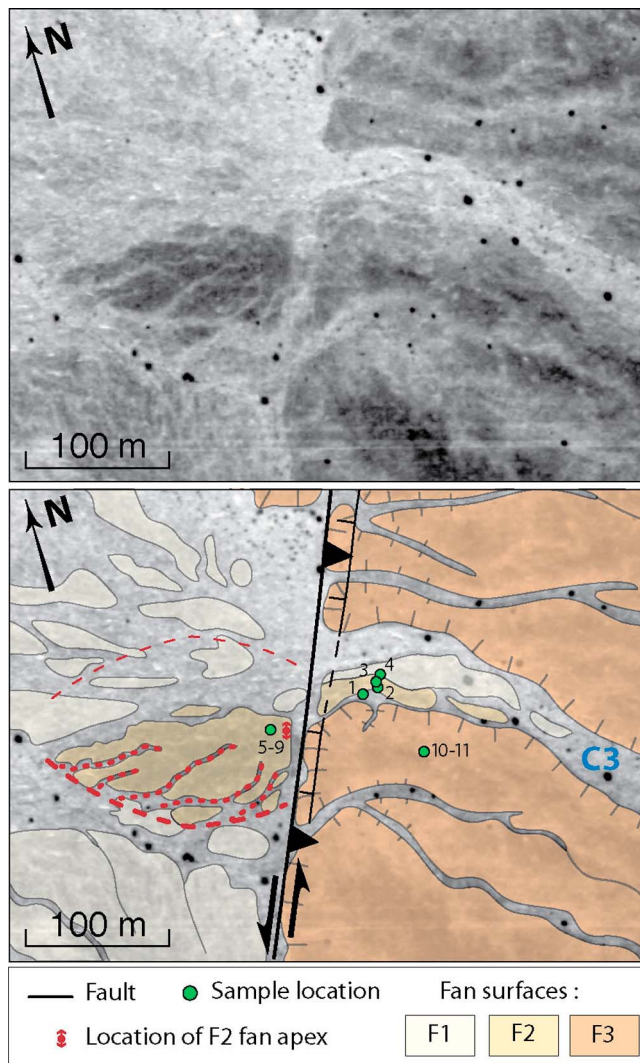 N
100 m
N
4
3
1
2
5-9
10-11
C3
100 m
Fault
Sample location
Fan surfaces :
Location of F2 fan apex
F1
F2
F3